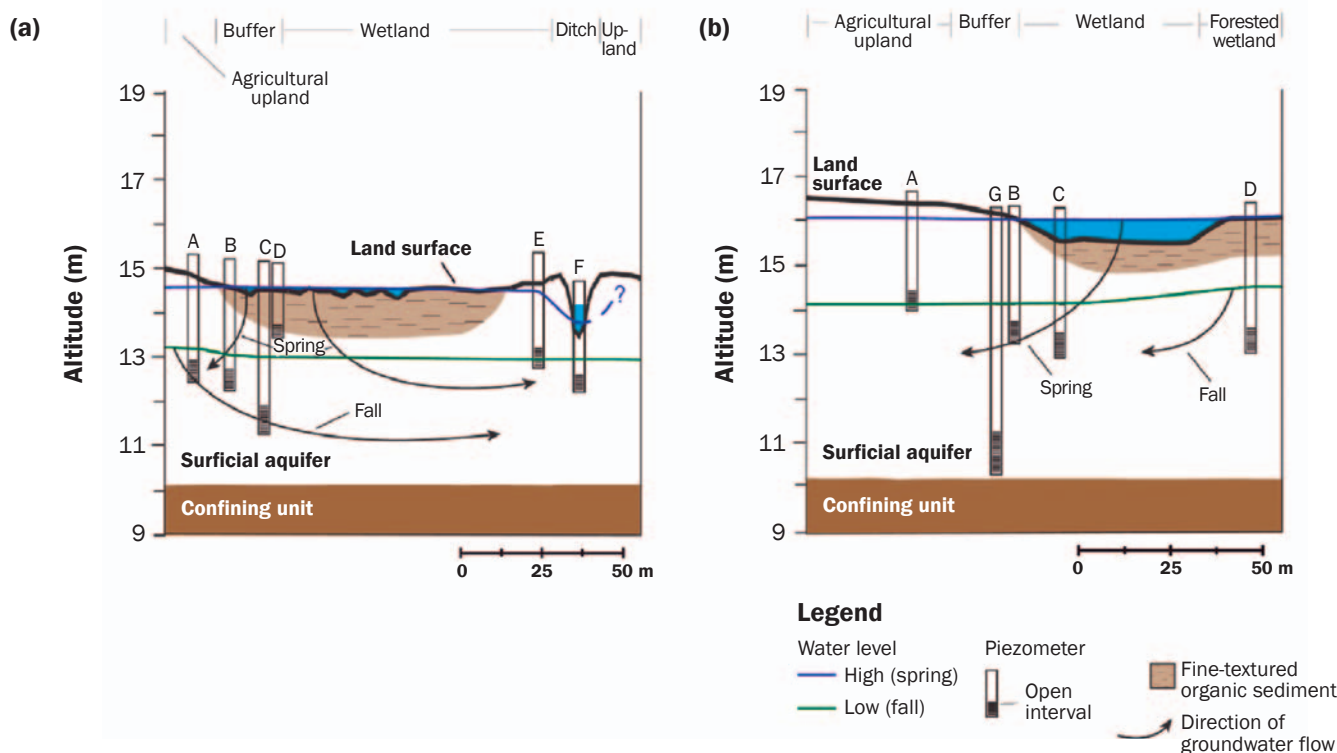 (a)
Buffer
Wetland
Ditch
Up-
land
Agricultural
upland
19
17
15
13
11
9
Altitude (m)
A
B
C
D
E
F
Land surface
?
Spring
Fall
Surficial aquifer
Confining unit
0
25
50 m
(b)
Agricultural
upland
Buffer
Wetland
Forested
wetland
19
17
15
13
11
9
Altitude (m)
Land
surface
A
G
B
C
D
Spring
Fall
Surficial aquifer
Confining unit
0
25
50 m
Legend
Water level
High (spring)
Low (fall)
Piezometer
Open
interval
Fine-textured
organic sediment
Direction of
groundwater flow